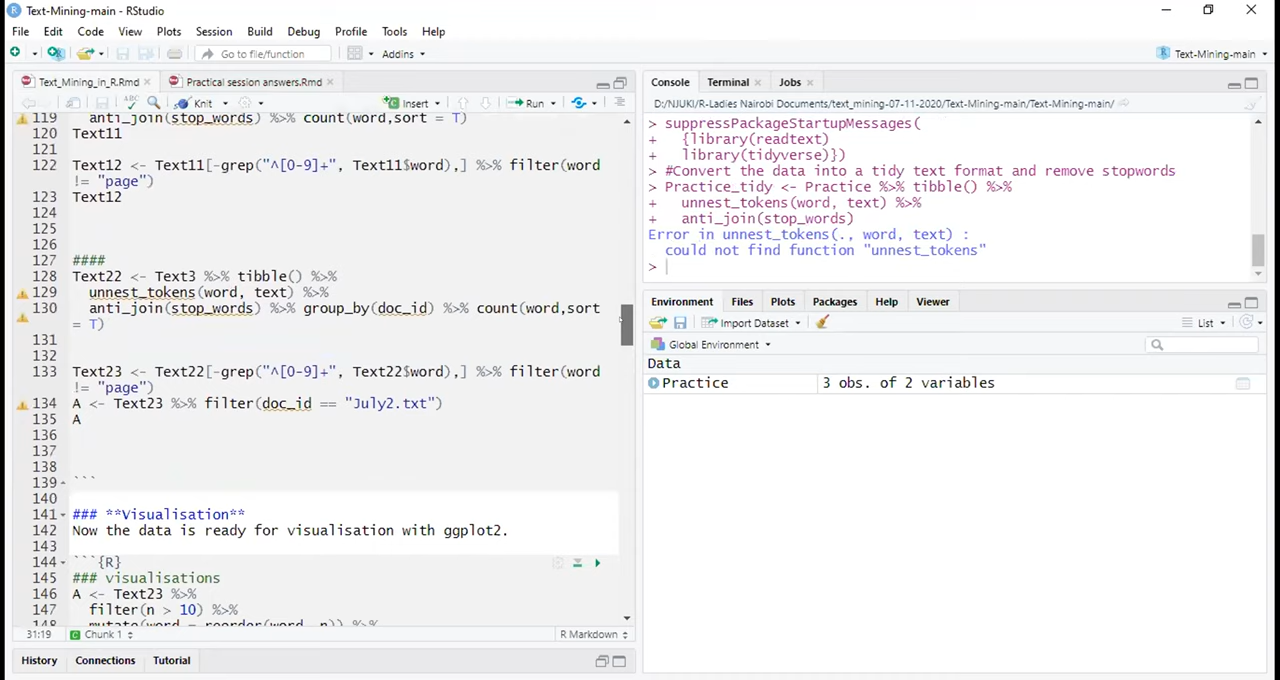 Text-Mining-main - RStudio
File Edit Code View Plots Session Build Debug Profile Tools Help
Go to file/function Addins Text-Mining-main
Text_Mining_in_R.Rmd Practical session answers.Rmd
Knit Insert Run
119 anti_join(stop_words) %>% count(word,sort = T)
120 Text11
121
122 Text12 <- Text11[-grep("^[0-9]+", Text11$word),] %>% filter(word
!= "page")
123 Text12
124
125
126
127 ####
128 Text22 <- Text3 %>% tibble() %>%
129 unnest_tokens(word, text) %>%
130 anti_join(stop_words) %>% group_by(doc_id) %>% count(word,sort
= T)
131
132
133 Text23 <- Text22[-grep("^[0-9]+", Text22$word),] %>% filter(word
!= "page")
134 A <- Text23 %>% filter(doc_id == "July2.txt")
135 A
136
137
138
139 ```
140
141 ### **Visualisation**
142 Now the data is ready for visualisation with ggplot2.
143
144 ```{R}
145 ### visualisations
146 A <- Text23 %>%
147 filter(n > 10) %>%
148 mutate(word = reorder(word, n)) %>%
31:19 Chunk 1 R Markdown
History Connections Tutorial
Console Terminal Jobs
D:/NJUKI/R-Ladies Nairobi Documents/text_mining-07-11-2020/Text-Mining-main/Text-Mining-main/
> suppressPackageStartupMessages(
+ {library(readtext)
+ library(tidyverse)})
> #Convert the data into a tidy text format and remove stopwords
> Practice_tidy <- Practice %>% tibble() %>%
+ unnest_tokens(word, text) %>%
+ anti_join(stop_words)
Error in unnest_tokens(., word, text) :
could not find function "unnest_tokens"
>
Environment Files Plots Packages Help Viewer
Import Dataset List
Global Environment
Data
Practice 3 obs. of 2 variables